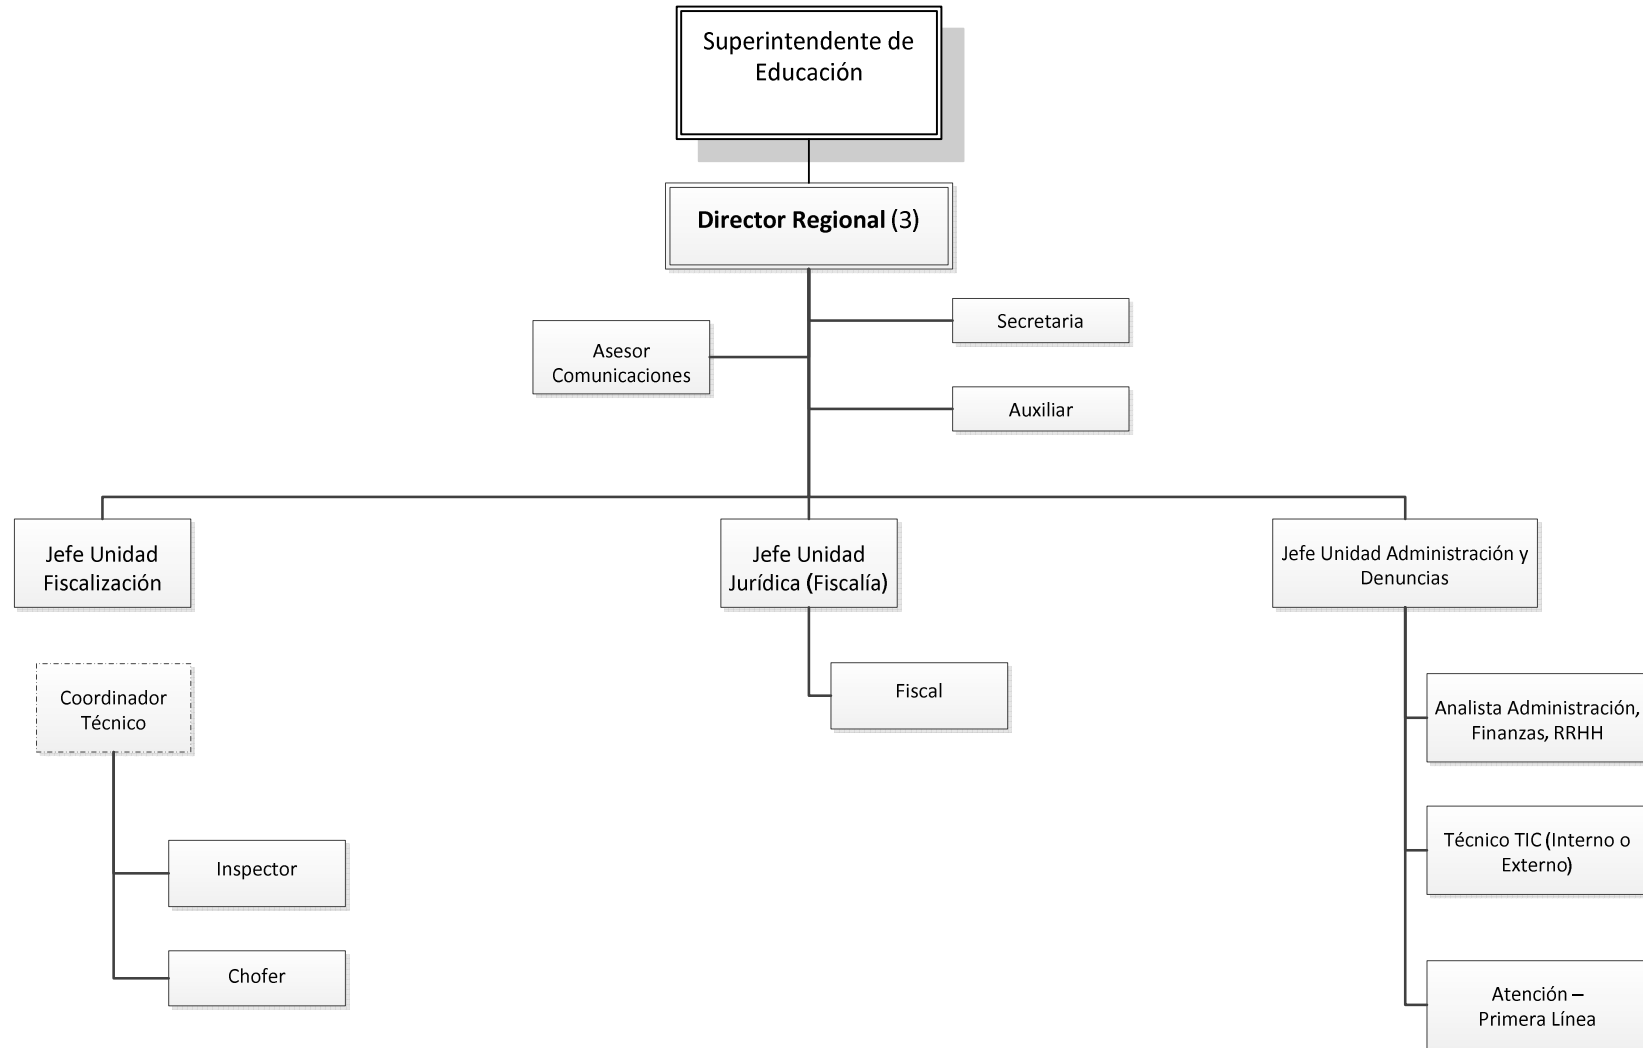 Superintendente de
Educación
Director Regional (3)
Secretaria
Asesor
Comunicaciones
Auxiliar
Jefe Unidad
Fiscalización
Jefe Unidad
Jurídica (Fiscalía)
Jefe Unidad Administración y
Denuncias
Coordinador
Técnico
Fiscal
Analista Administración,
Finanzas, RRHH
Inspector
Técnico TIC (Interno o
Externo)
Chofer
Atención –
Primera Línea